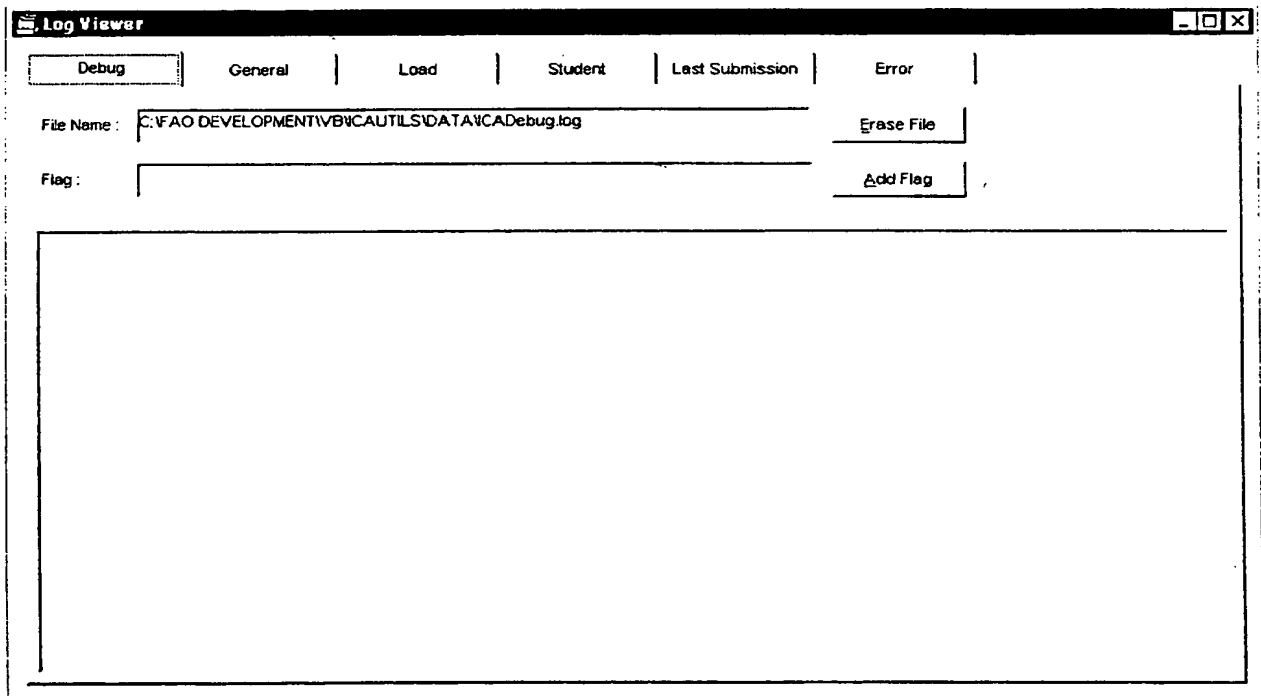 Log Viewer
Debug General Load Student Last Submission Error
File Name : C:\FAO DEVELOPMENT\VB\ICAUTILS\DATA\ICADebug.log Erase File
Flag : Add Flag